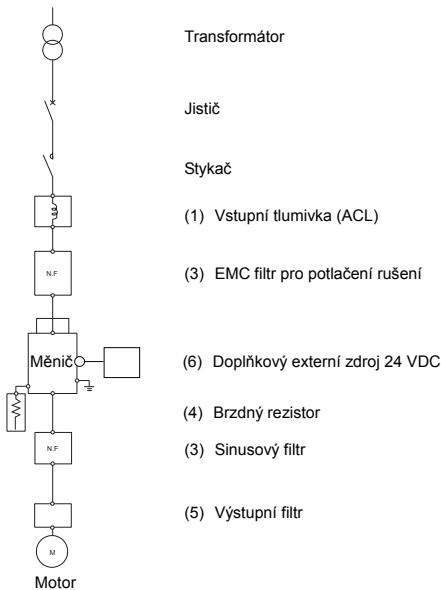 Transformátor
Jistič
Stykač
(1) Vstupní tlumivka (ACL)
N.F
(3) EMC filtr pro potlačení rušení
Měnič
(6) Doplňkový externí zdroj 24 VDC
(4) Brzdný rezistor
N.F
(3) Sinusový filtr
(5) Výstupní filtr
M
Motor